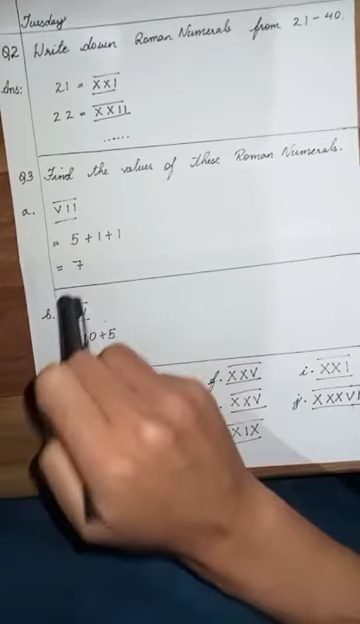 Tuesday
Q2 Write down Roman Numerals from 21-40.
Ans: 21 = XXI
22 = XXII
......
Q3 Find the values of these Roman Numerals.
a. VII
= 5+1+1
= 7
b.
0+5
f. XXV i. XXI
XXV j. XXXVI
XIX